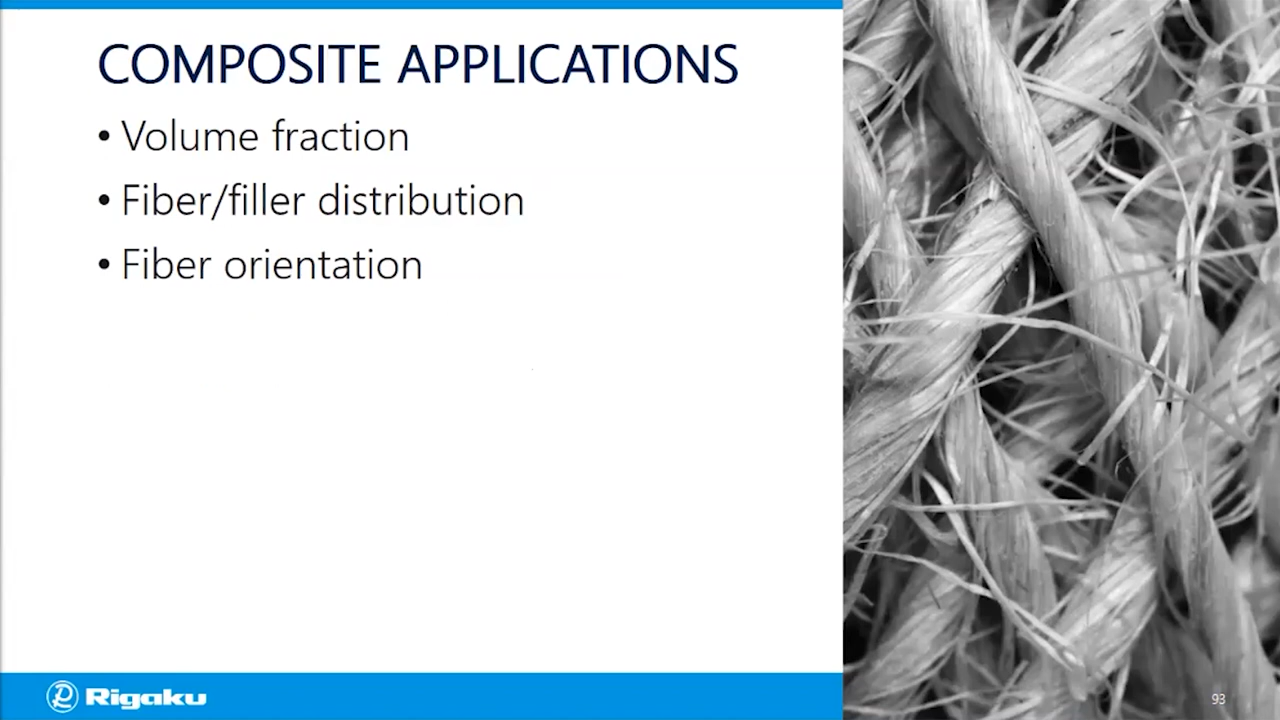 COMPOSITE APPLICATIONS
• Volume fraction
• Fiber/filler distribution
• Fiber orientation
Rigaku
93